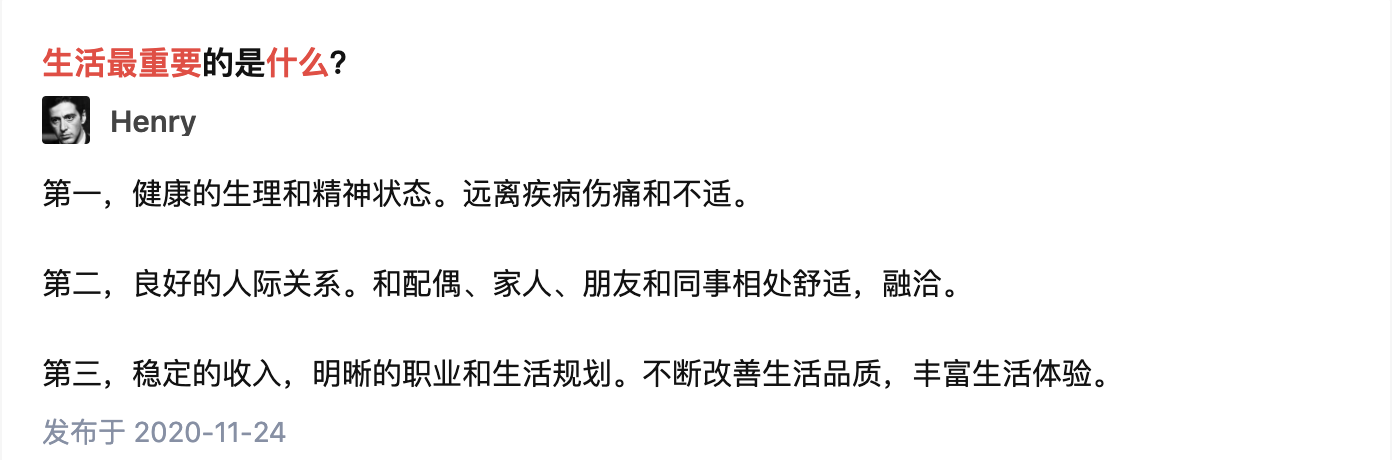 生活最重要的是什么?
Henry
第一，健康的生理和精神状态。远离疾病伤痛和不适。
第二，良好的人际关系。和配偶、家人、朋友和同事相处舒适，融洽。
第三，稳定的收入，明晰的职业和生活规划。不断改善生活品质，丰富生活体验。
发布于 2020-11-24